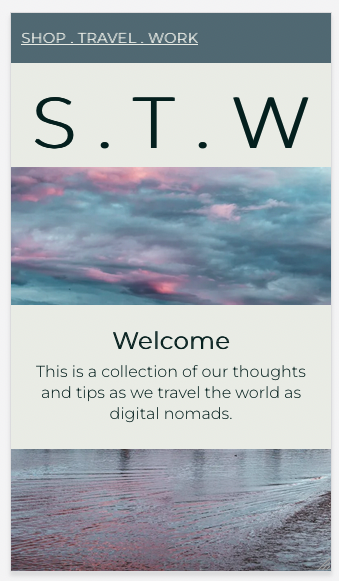 SHOP . TRAVEL . WORK
S . T . W
Welcome
This is a collection of our thoughts
and tips as we travel the world as
digital nomads.